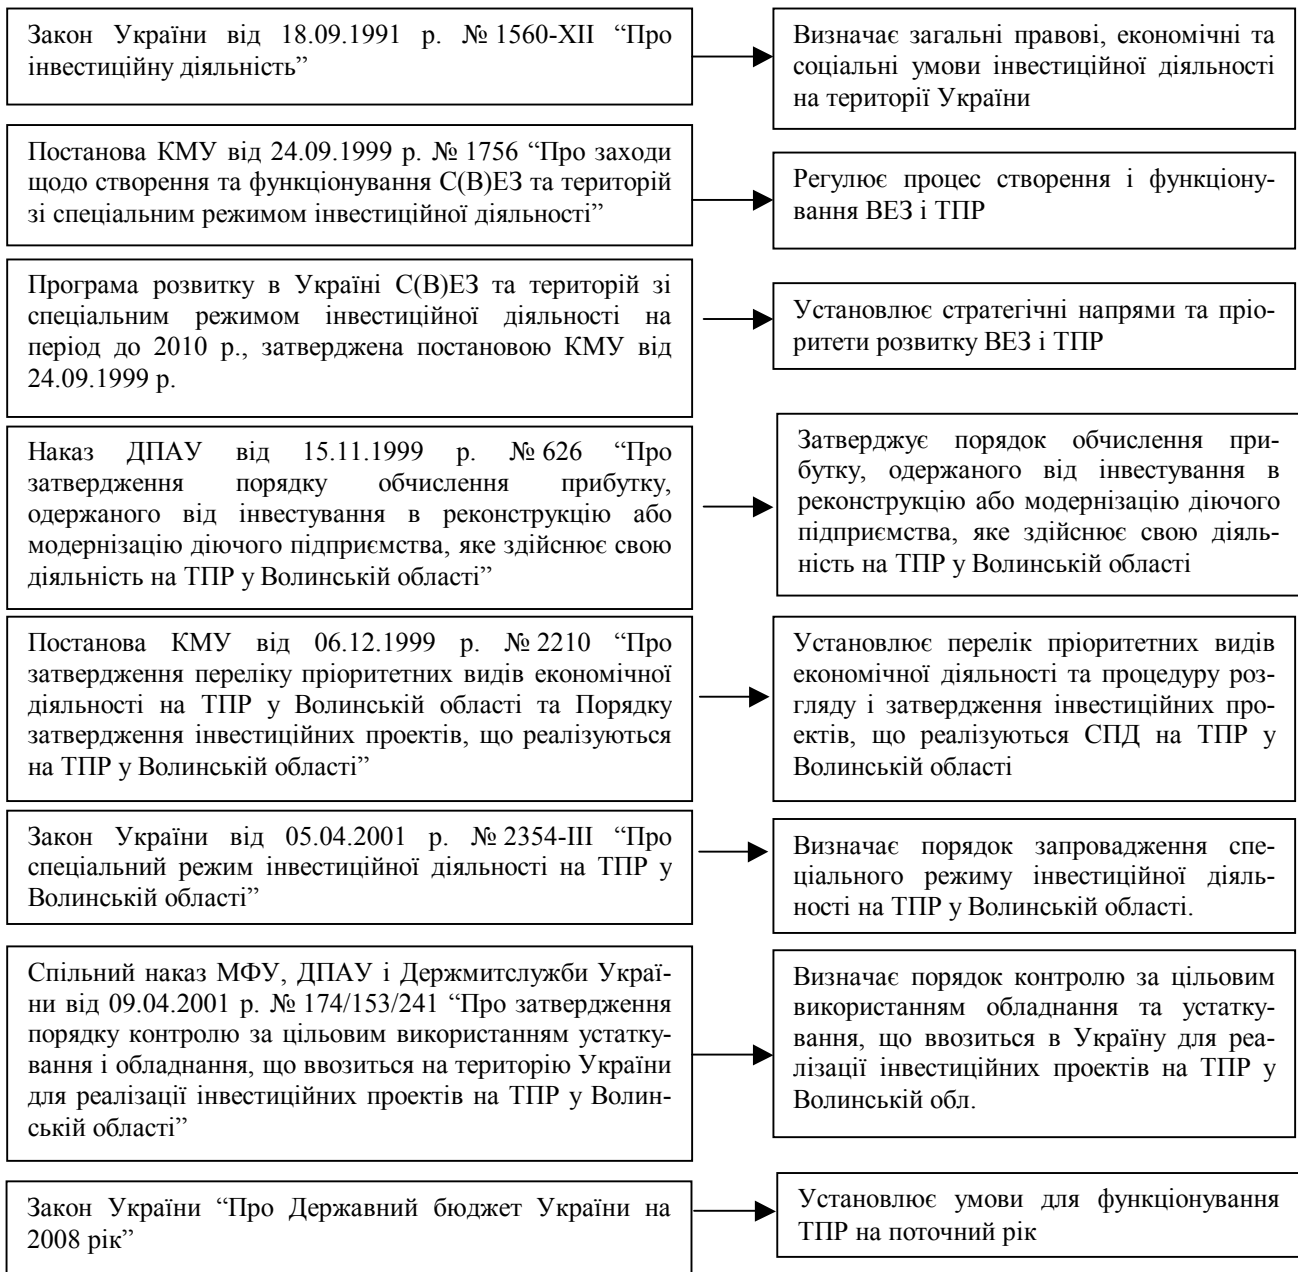 Закон України від 18.09.1991 р. № 1560-XII “Про
інвестиційну діяльність”
Визначає загальні правові, економічні та
соціальні умови інвестиційної діяльності
на території України
Постанова КМУ від 24.09.1999 р. № 1756 “Про заходи
щодо створення та функціонування С(В)ЕЗ та територій
зі спеціальним режимом інвестиційної діяльності”
Регулює процес створення і функціону-
вання ВЕЗ і ТПР
Програма розвитку в Україні С(В)ЕЗ та територій зі
спеціальним режимом інвестиційної діяльності на
період до 2010 р., затверджена постановою КМУ від
24.09.1999 р.
Установлює стратегічні напрями та пріо-
ритети розвитку ВЕЗ і ТПР
Наказ ДПАУ від 15.11.1999 р. № 626 “Про
затвердження порядку обчислення прибутку,
одержаного від інвестування в реконструкцію або
модернізацію діючого підприємства, яке здійснює свою
діяльність на ТПР у Волинській області”
Затверджує порядок обчислення при-
бутку, одержаного від інвестування в
реконструкцію або модернізацію діючого
підприємства, яке здійснює свою діяль-
ність на ТПР у Волинській області
Постанова КМУ від 06.12.1999 р. № 2210 “Про
затвердження переліку пріоритетних видів економічної
діяльності на ТПР у Волинській області та Порядку
затвердження інвестиційних проектів, що реалізуються
на ТПР у Волинській області”
Установлює перелік пріоритетних видів
економічної діяльності та процедуру роз-
гляду і затвердження інвестиційних про-
ектів, що реалізуються СПД на ТПР у
Волинській області
Закон України від 05.04.2001 р. № 2354-III “Про
спеціальний режим інвестиційної діяльності на ТПР у
Волинській області”
Визначає порядок запровадження спе-
ціального режиму інвестиційної діяль-
ності на ТПР у Волинській області.
Спільний наказ МФУ, ДПАУ і Держмитслужби Украї-
ни від 09.04.2001 р. № 174/153/241 “Про затвердження
порядку контролю за цільовим використанням устатку-
вання і обладнання, що ввозиться на територію України
для реалізації інвестиційних проектів на ТПР у Волин-
ській області”
Визначає порядок контролю за цільовим
використанням обладнання та устатку-
вання, що ввозиться в Україну для реа-
лізації інвестиційних проектів на ТПР у
Волинській обл.
Закон України “Про Державний бюджет України на
2008 рік”
Установлює умови для функціонування
ТПР на поточний рік